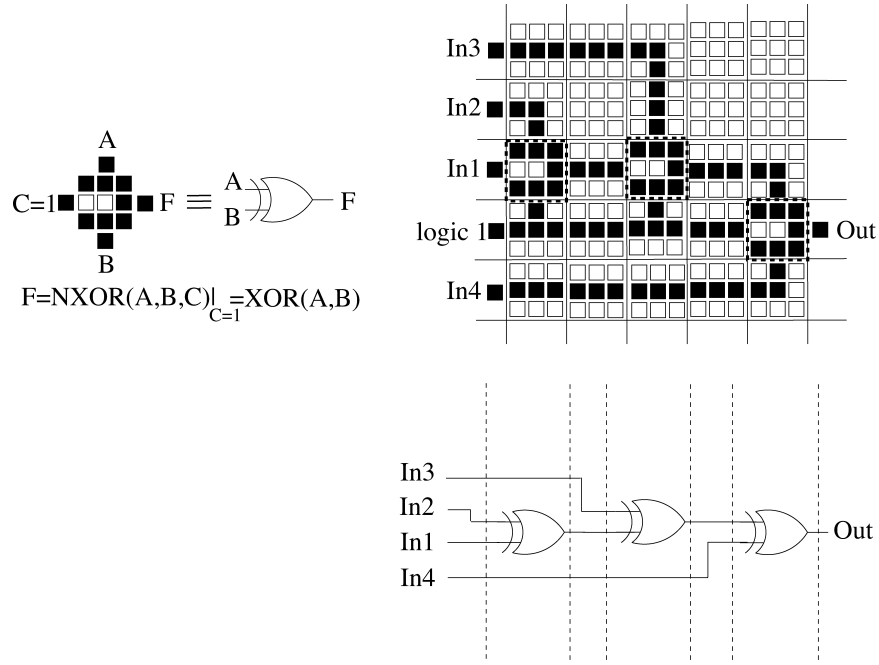 A
C=1
F
B
A
B
F
F=NXOR(A,B,C)|C=1=XOR(A,B)
In3
In2
In1
logic 1
Out
In4
In3
In2
In1
In4
Out